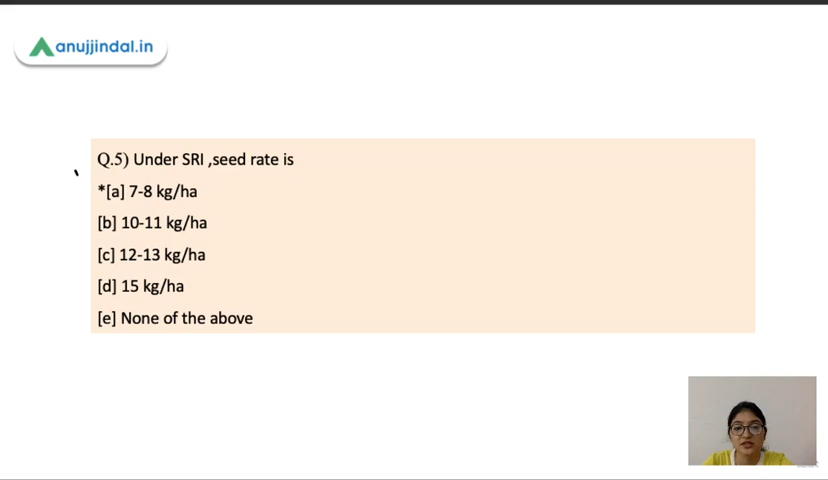 anujjindal.in
Q.5) Under SRI ,seed rate is
*[a] 7-8 kg/ha
[b] 10-11 kg/ha
[c] 12-13 kg/ha
[d] 15 kg/ha
[e] None of the above